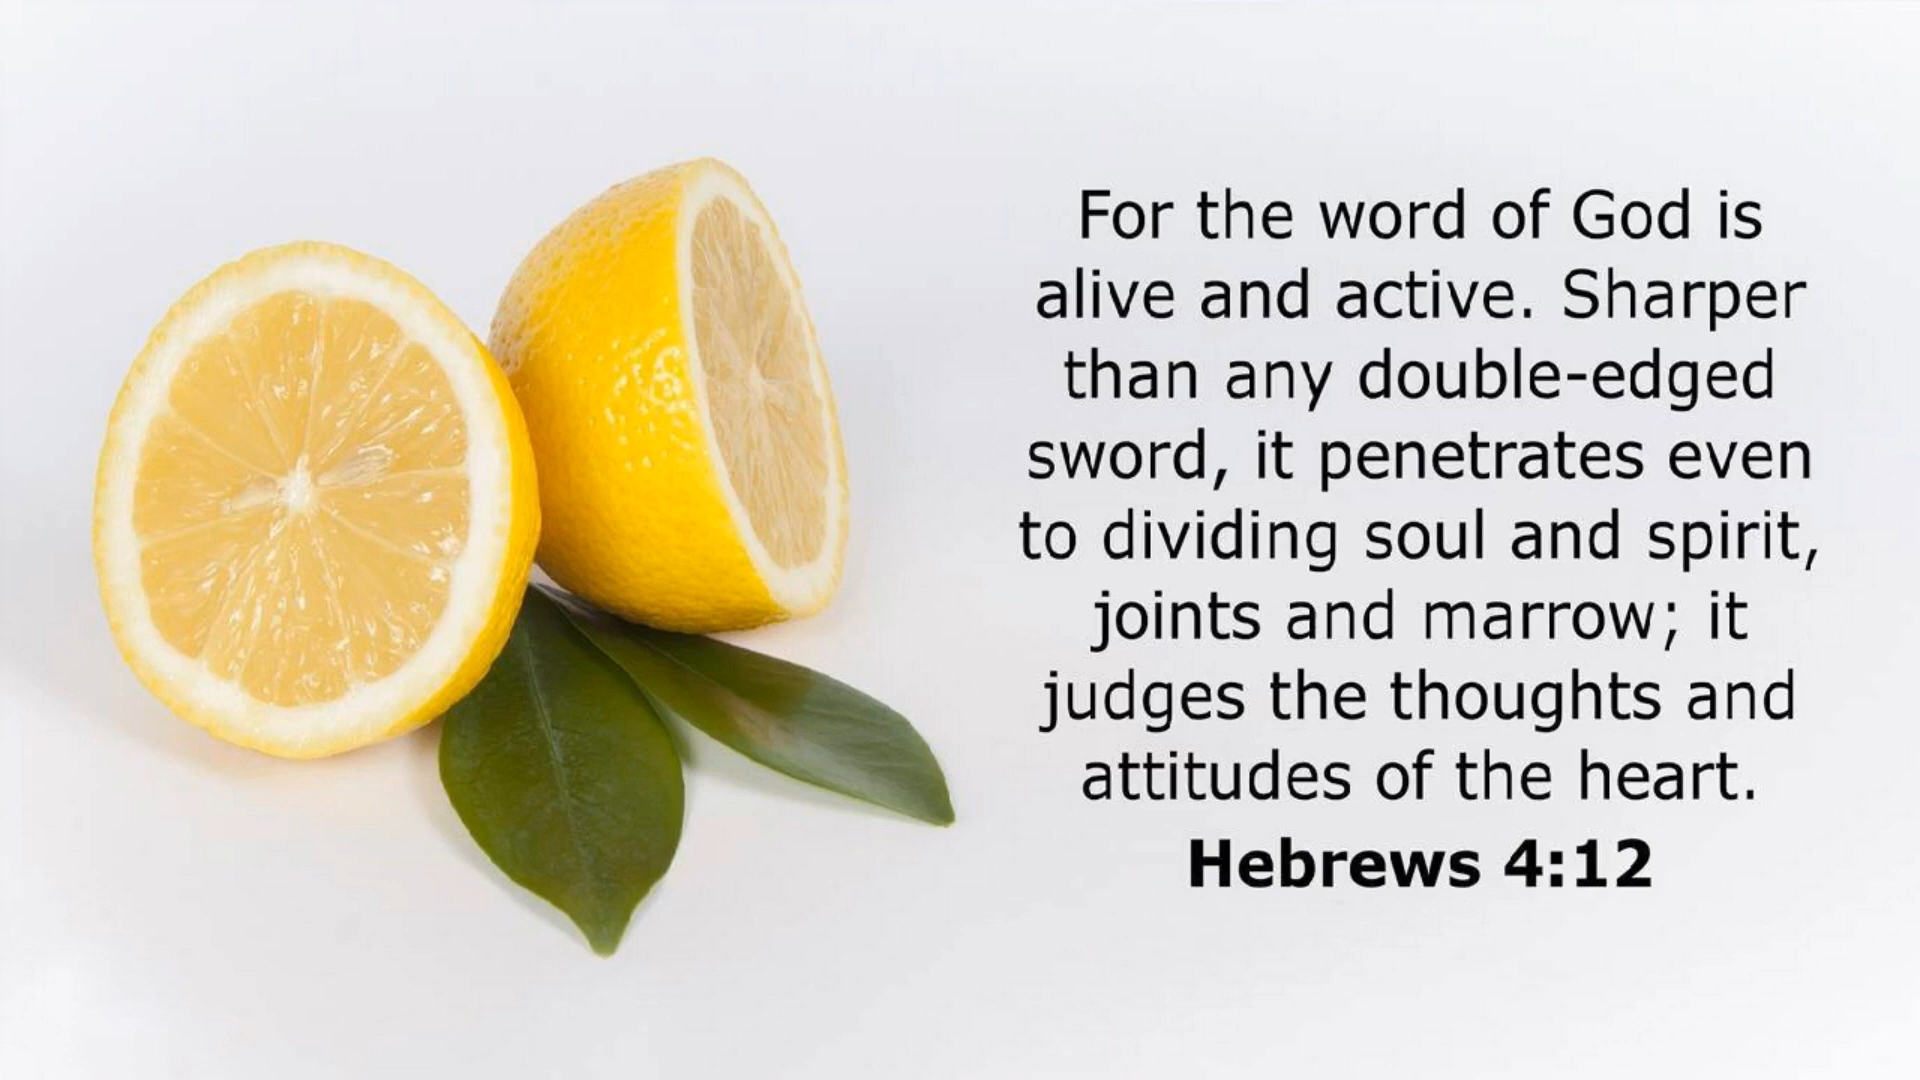 For the word of God is
alive and active. Sharper
than any double-edged
sword, it penetrates even
to dividing soul and spirit,
joints and marrow; it
judges the thoughts and
attitudes of the heart.
Hebrews 4:12